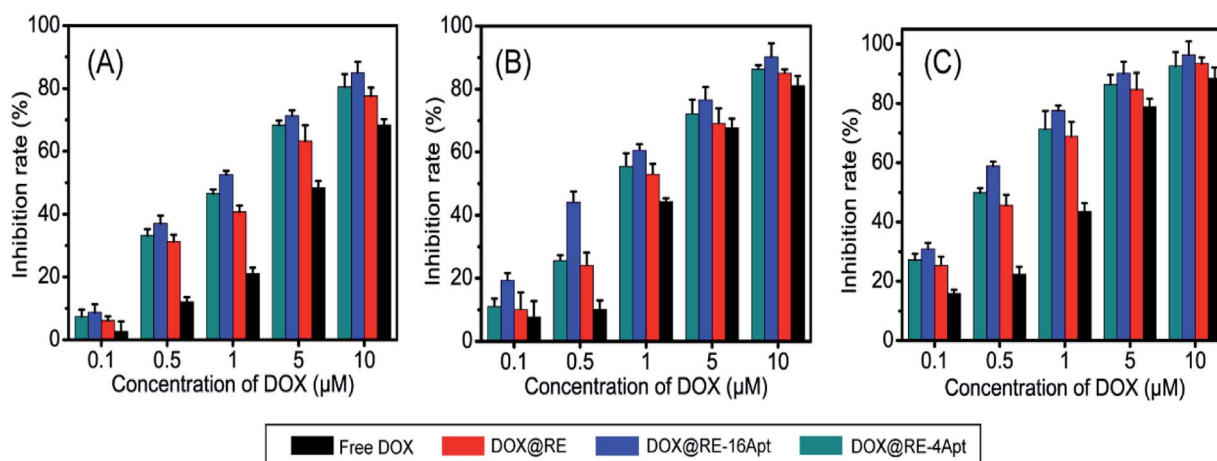 (A)
Inhibition rate (%)
100
80
60
40
20
0
0.1 0.5 1 5 10
Concentration of DOX (µM)
(B)
Inhibition rate (%)
100
80
60
40
20
0
0.1 0.5 1 5 10
Concentration of DOX (µM)
(C)
Inhibition rate (%)
100
80
60
40
20
0
0.1 0.5 1 5 10
Concentration of DOX (µM)
Free DOX DOX@RE DOX@RE-16Apt DOX@RE-4Apt